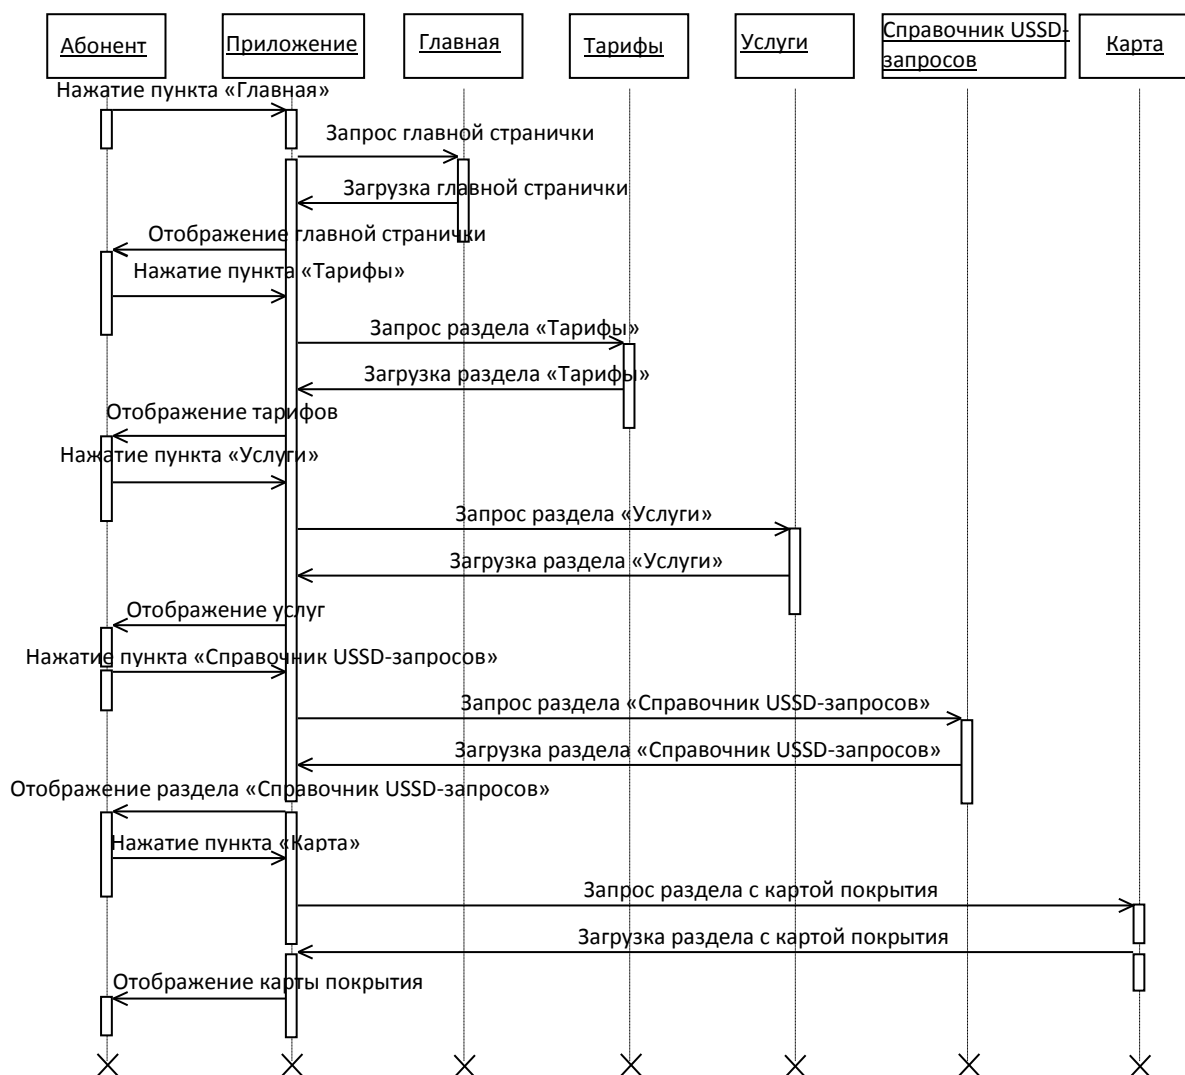 Абонент
Приложение
Главная
Тарифы
Услуги
Справочник USSD-
запросов
Карта
Нажатие пункта «Главная»
Запрос главной странички
Загрузка главной странички
Отображение главной странички
Нажатие пункта «Тарифы»
Запрос раздела «Тарифы»
Загрузка раздела «Тарифы»
Отображение тарифов
Нажатие пункта «Услуги»
Запрос раздела «Услуги»
Загрузка раздела «Услуги»
Отображение услуг
Нажатие пункта «Справочник USSD-запросов»
Запрос раздела «Справочник USSD-запросов»
Загрузка раздела «Справочник USSD-запросов»
Отображение раздела «Справочник USSD-запросов»
Нажатие пункта «Карта»
Запрос раздела с картой покрытия
Загрузка раздела с картой покрытия
Отображение карты покрытия